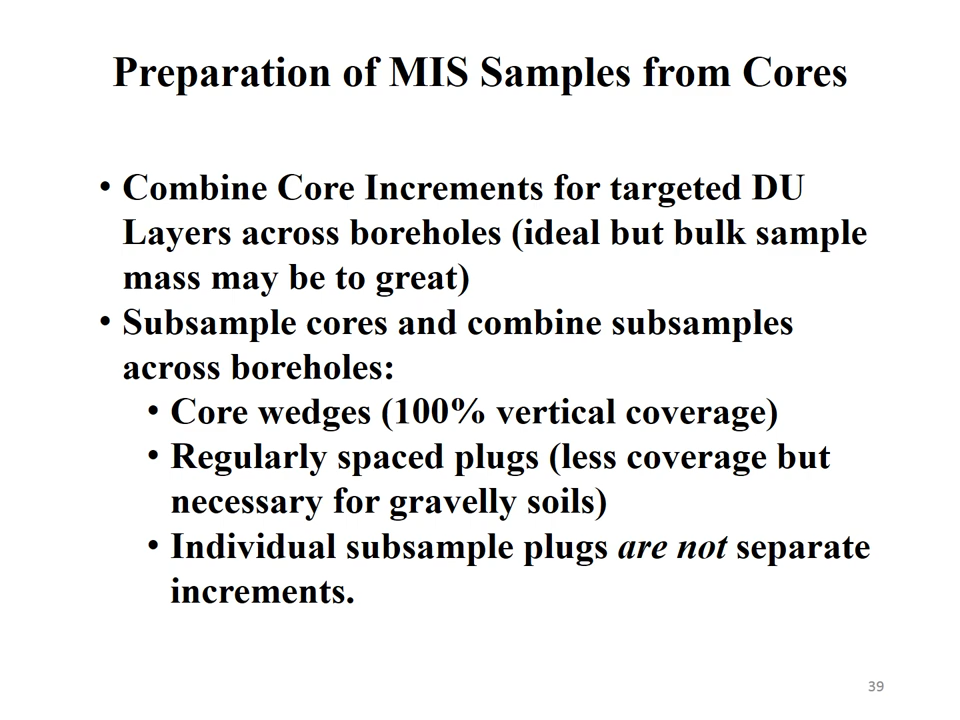 Preparation of MIS Samples from Cores
• Combine Core Increments for targeted DU
Layers across boreholes (ideal but bulk sample
mass may be to great)
• Subsample cores and combine subsamples
across boreholes:
• Core wedges (100% vertical coverage)
• Regularly spaced plugs (less coverage but
necessary for gravelly soils)
• Individual subsample plugs are not separate
increments.
39